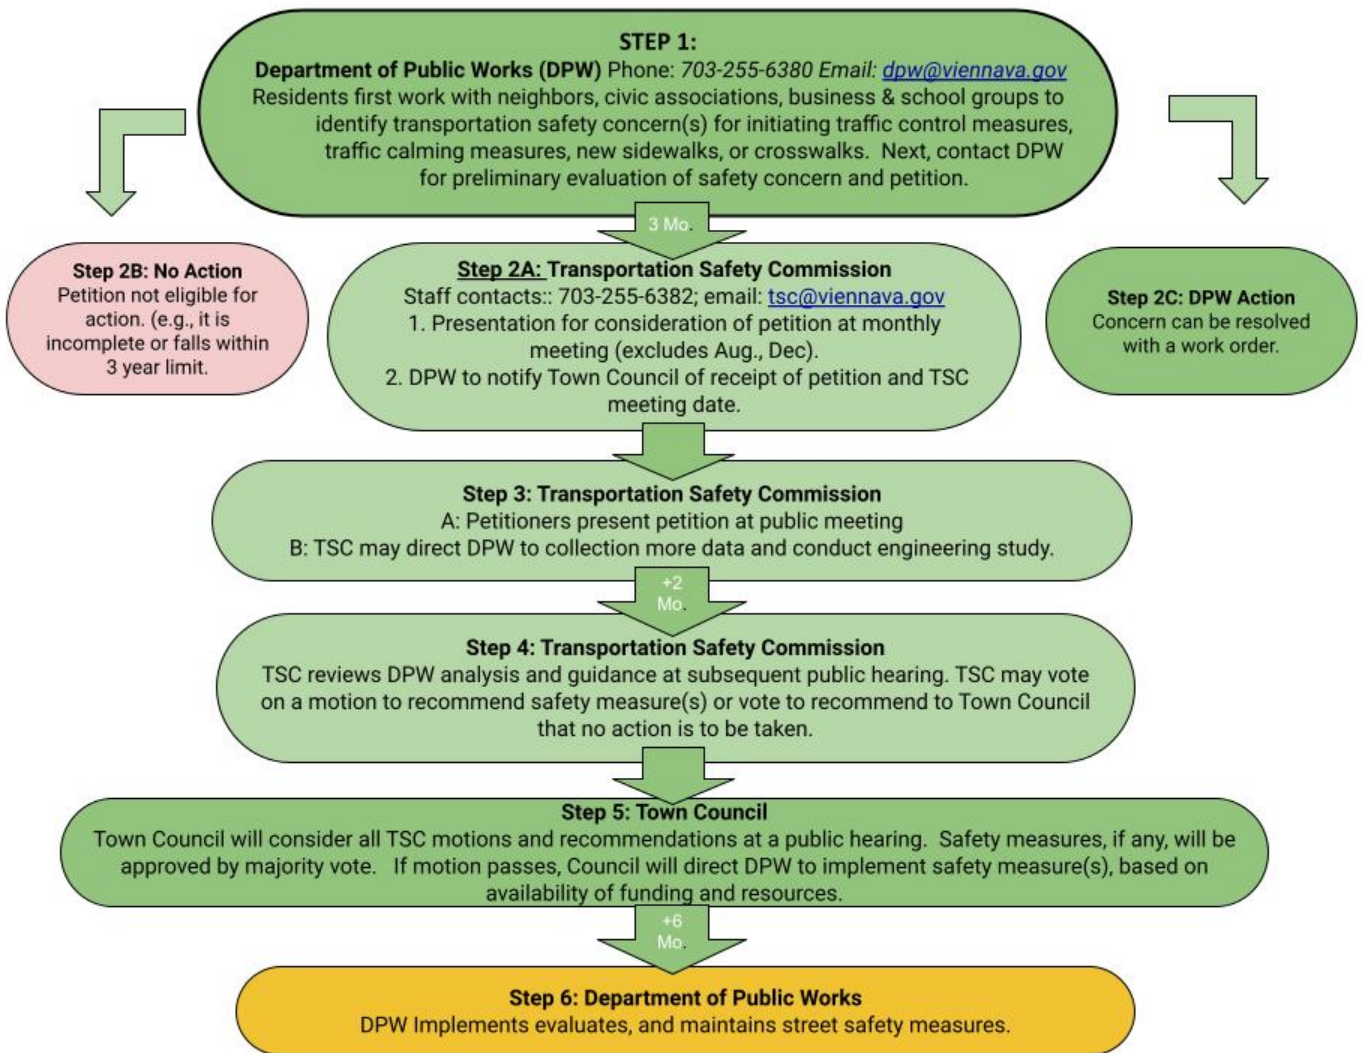 STEP 1:
Department of Public Works (DPW) Phone: 703-255-6380 Email: dpw@viennava.gov
Residents first work with neighbors, civic associations, business & school groups to
identify transportation safety concern(s) for initiating traffic control measures,
traffic calming measures, new sidewalks, or crosswalks. Next, contact DPW
for preliminary evaluation of safety concern and petition.
3 Mo.
Step 2B: No Action
Petition not eligible for
action. (e.g., it is
incomplete or falls within
3 year limit.
Step 2A: Transportation Safety Commission
Staff contacts:: 703-255-6382; email: tsc@viennava.gov
1. Presentation for consideration of petition at monthly
meeting (excludes Aug., Dec).
2. DPW to notify Town Council of receipt of petition and TSC
meeting date.
Step 2C: DPW Action
Concern can be resolved
with a work order.
Step 3: Transportation Safety Commission
A: Petitioners present petition at public meeting
B: TSC may direct DPW to collection more data and conduct engineering study.
+2
Mo.
Step 4: Transportation Safety Commission
TSC reviews DPW analysis and guidance at subsequent public hearing. TSC may vote
on a motion to recommend safety measure(s) or vote to recommend to Town Council
that no action is to be taken.
Step 5: Town Council
Town Council will consider all TSC motions and recommendations at a public hearing. Safety measures, if any, will be
approved by majority vote. If motion passes, Council will direct DPW to implement safety measure(s), based on
availability of funding and resources.
+6
Mo.
Step 6: Department of Public Works
DPW Implements evaluates, and maintains street safety measures.